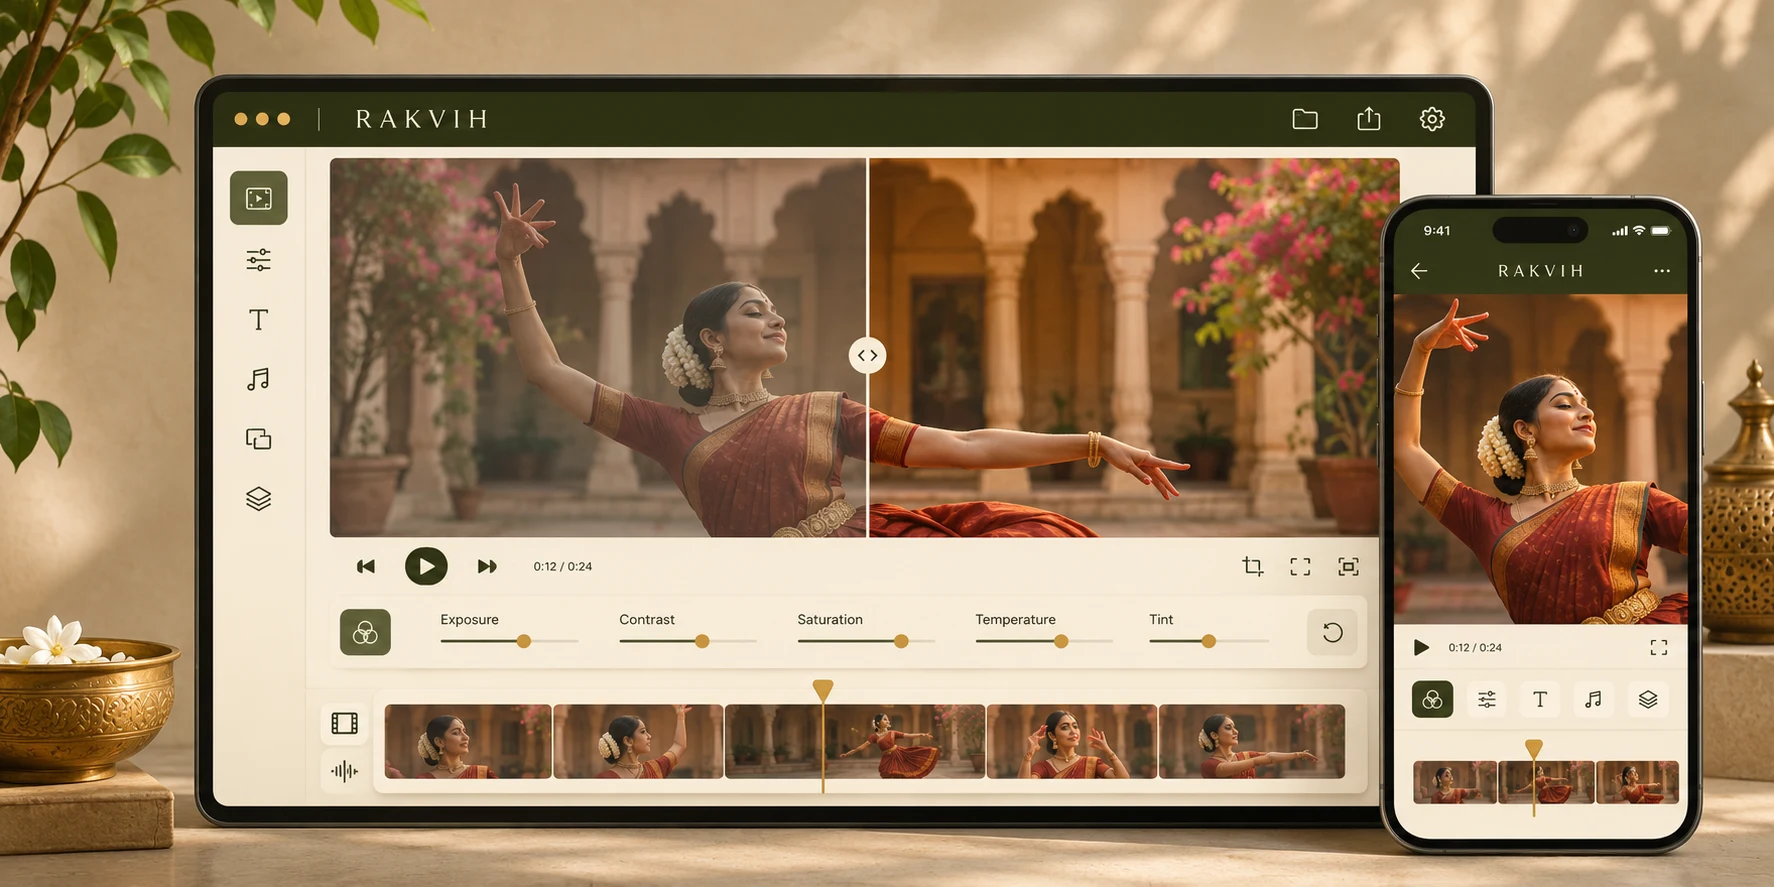 RAKVIH
0:12 / 0:24
Exposure Contrast Saturation Temperature Tint
9:41
RAKVIH
0:12 / 0:24